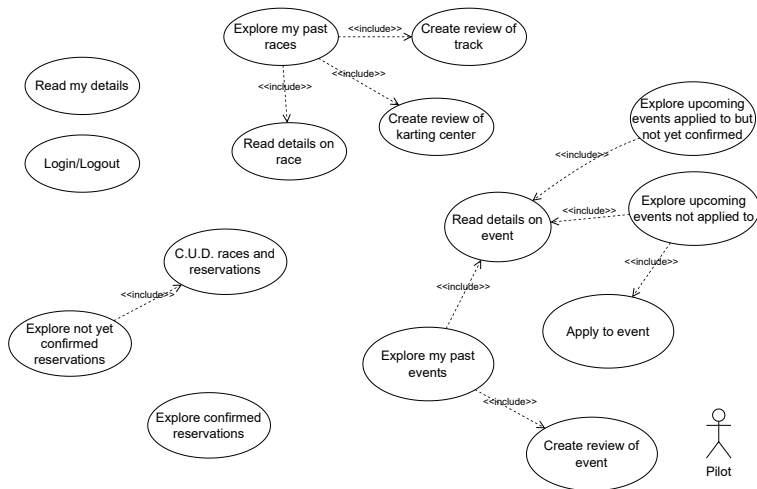 Explore my past
races
<<include>>
Create review of
track
<<include>>
<<include>>
Read my details
Create review of
karting center
Read details on
race
Login/Logout
Explore upcoming
events applied to but
not yet confirmed
<<include>>
Explore upcoming
events not applied to
<<include>>
Read details on
event
<<include>>
C.U.D. races and
reservations
<<include>>
<<include>>
Explore not yet
confirmed
reservations
Apply to event
Explore my past
events
<<include>>
Explore confirmed
reservations
Create review of
event
Pilot